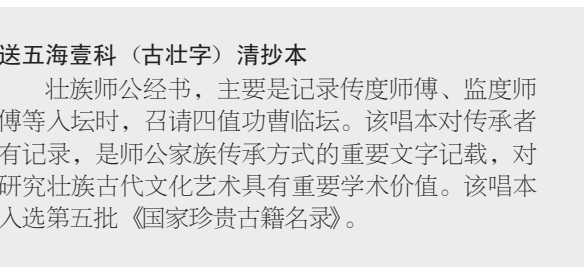 送五海壹科（古壮字）清抄本
壮族师公经书，主要是记录传度师傅、监度师
傅等入坛时，召请四值功曹临坛。该唱本对传承者
有记录，是师公家族传承方式的重要文字记载，对
研究壮族古代文化艺术具有重要学术价值。该唱本
入选第五批《国家珍贵古籍名录》。